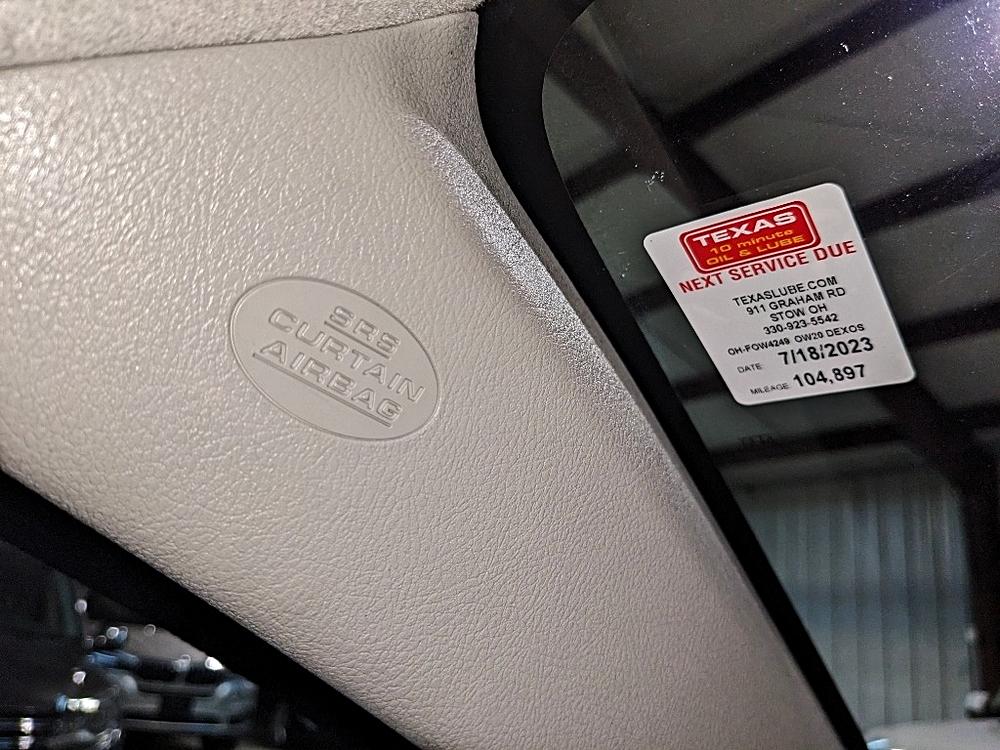 SRS
CURTAIN
AIRBAG
TEXAS
10 minute
OIL & LUBE
NEXT SERVICE DUE
TEXASLUBE.COM
911 GRAHAM RD
STOW OH
330-923-5542
OH-FOW4249 OW20 DEXOS
DATE: 7/18/2023
MILEAGE: 104,897